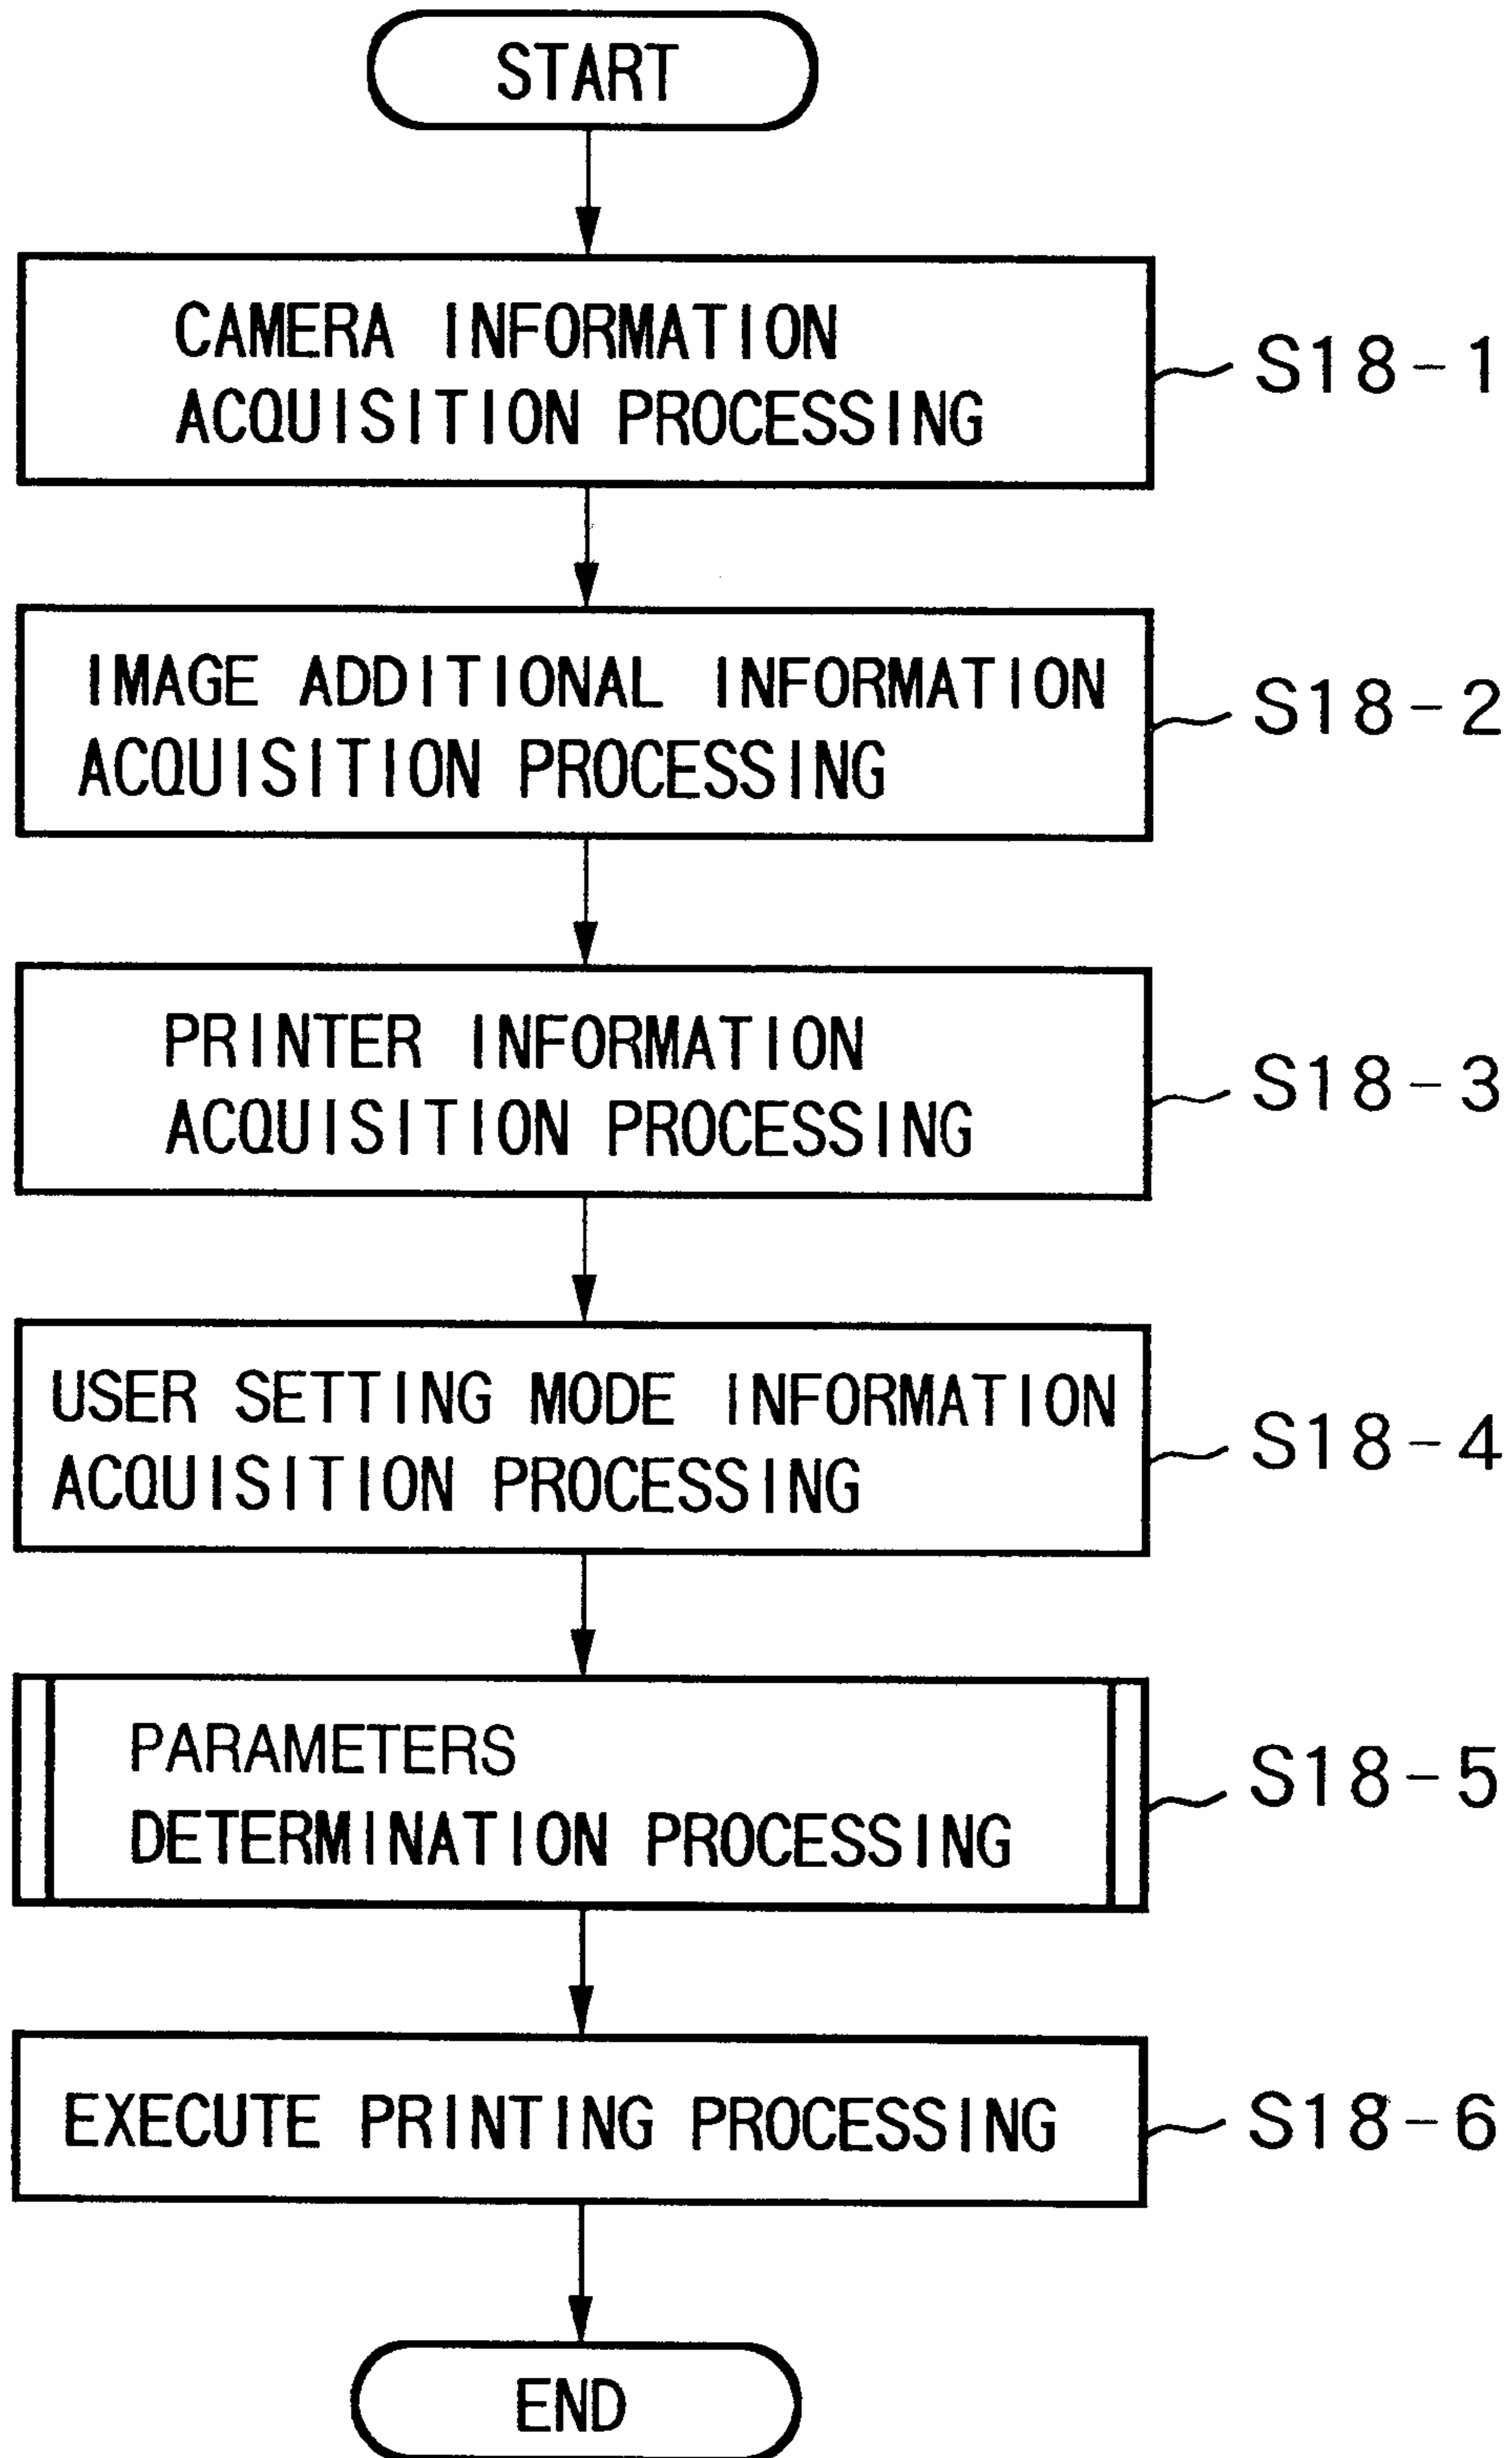 START
CAMERA INFORMATION
ACQUISITION PROCESSING
S18-1
IMAGE ADDITIONAL INFORMATION
ACQUISITION PROCESSING
S18-2
PRINTER INFORMATION
ACQUISITION PROCESSING
S18-3
USER SETTING MODE INFORMATION
ACQUISITION PROCESSING
S18-4
PARAMETERS
DETERMINATION PROCESSING
S18-5
EXECUTE PRINTING PROCESSING
S18-6
END